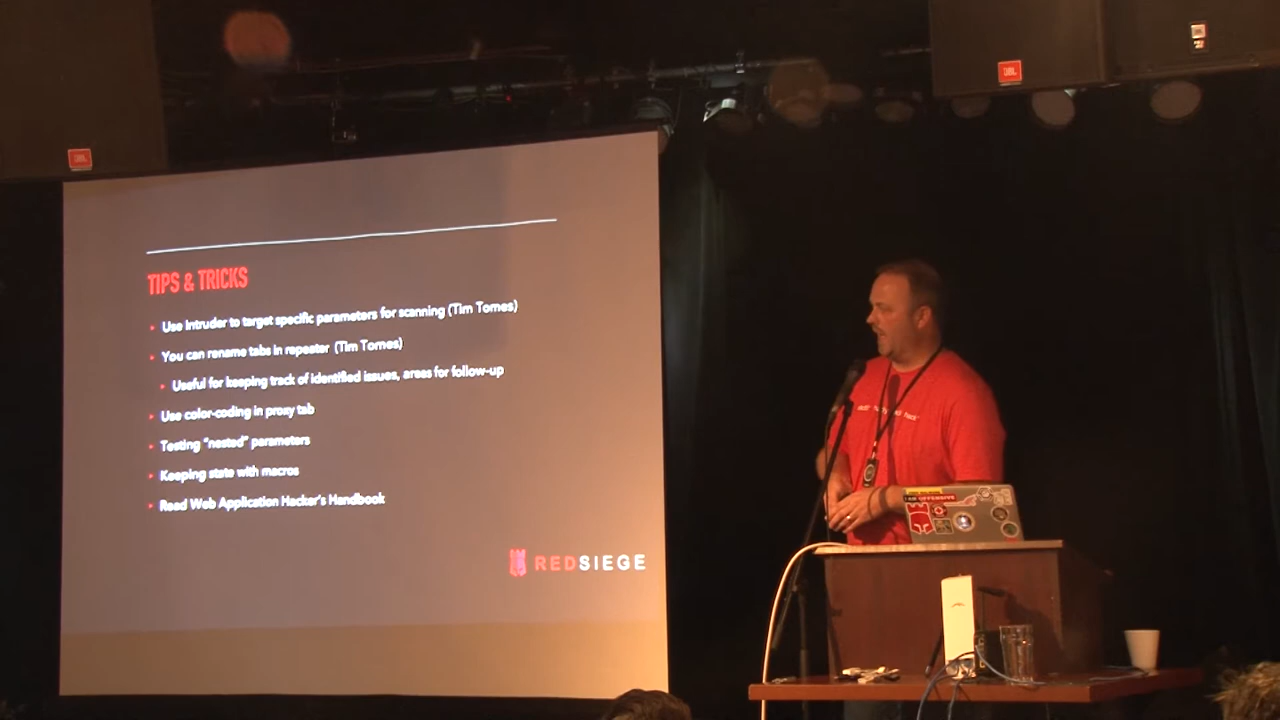 JBL
JBL
TIPS & TRICKS
Use Intruder to target specific parameters for scanning (Tim Tomes)
You can rename tabs in repeater (Tim Tomes)
Useful for keeping track of identified issues, areas for follow-up
Use color-coding in proxy tab
Testing "nested" parameters
Keeping state with macros
Read Web Application Hacker's Handbook
REDSIEGE
I AM OFFENSIVE